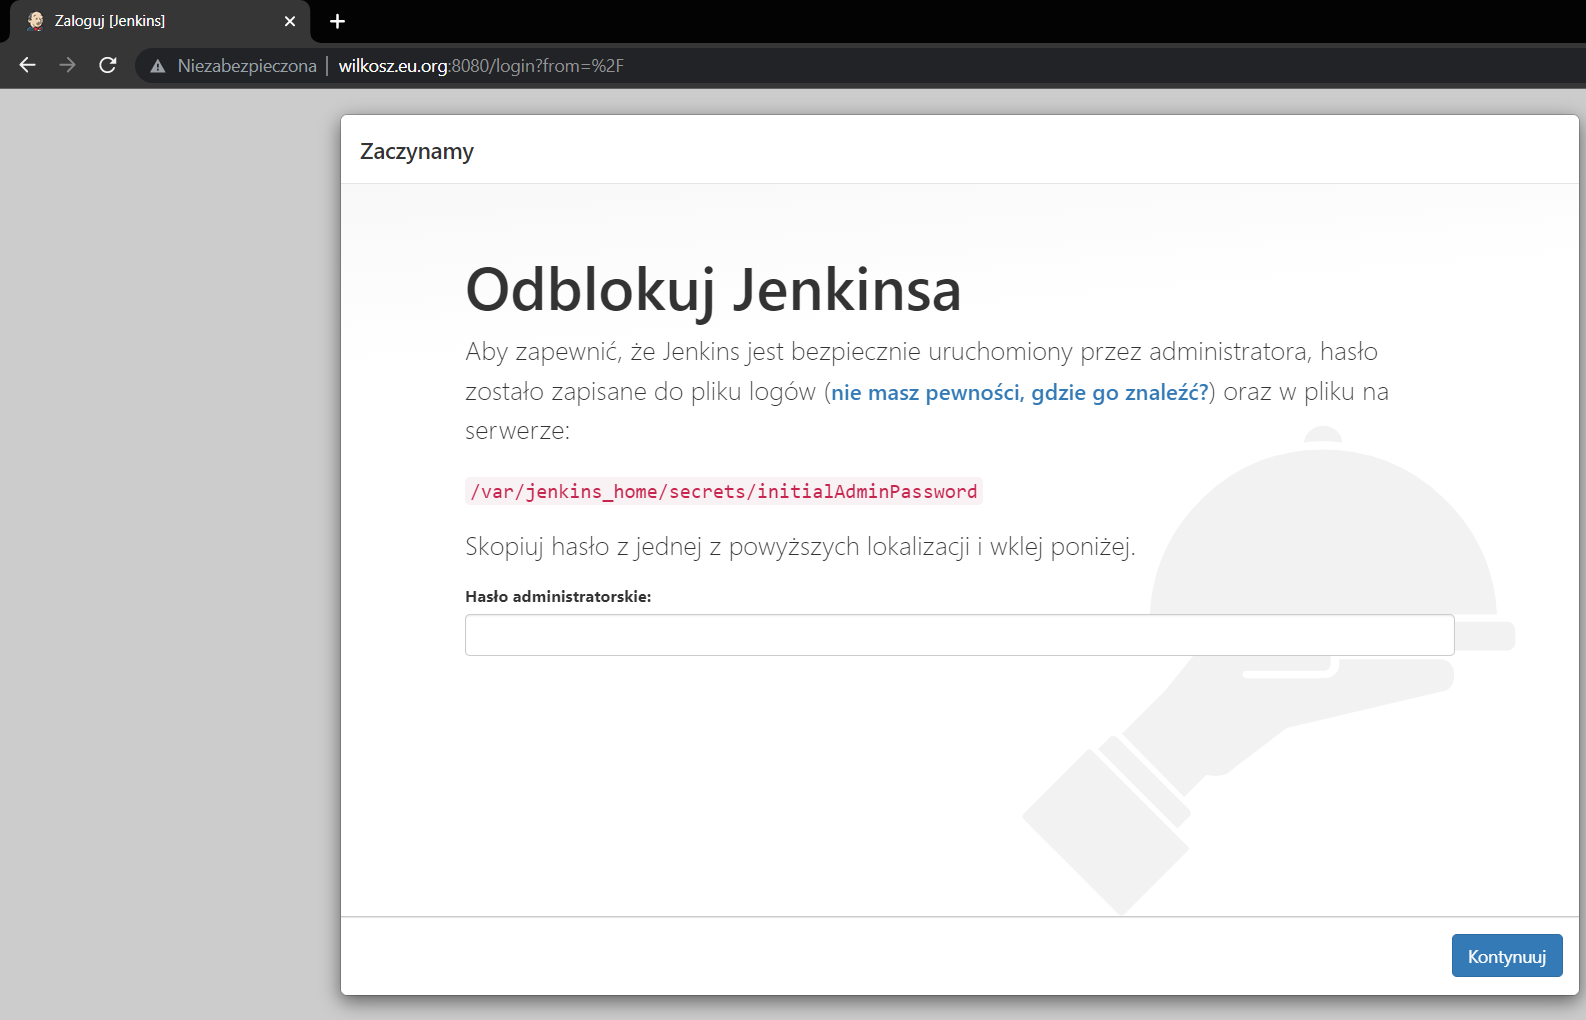 Zaloguj [Jenkins]
Niezabezpieczona | wilkosz.eu.org:8080/login?from=%2F
Zaczynamy
Odblokuj Jenkinsa
Aby zapewnić, że Jenkins jest bezpiecznie uruchomiony przez administratora, hasło
zostało zapisane do pliku logów (nie masz pewności, gdzie go znaleźć?) oraz w pliku na
serwerze:
/var/jenkins_home/secrets/initialAdminPassword
Skopiuj hasło z jednej z powyższych lokalizacji i wklej poniżej.
Hasło administratorskie:
Kontynuuj